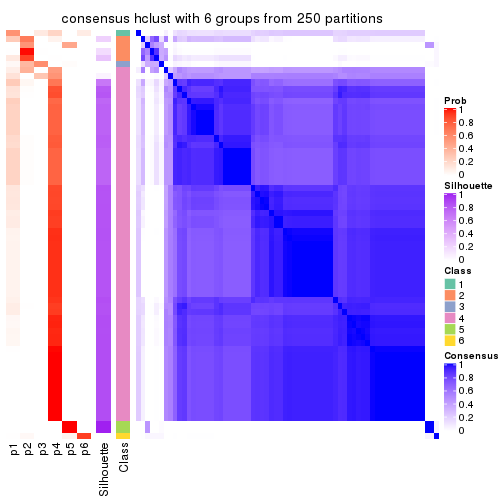 consensus hclust with 6 groups from 250 partitions
Prob
1
0.8
0.6
0.4
0.2
0
Silhouette
1
0.8
0.6
0.4
0.2
0
Class
1
2
3
4
5
6
Consensus
1
0.8
0.6
0.4
0.2
0
p1
p2
p3
p4
p5
p6
Silhouette
Class